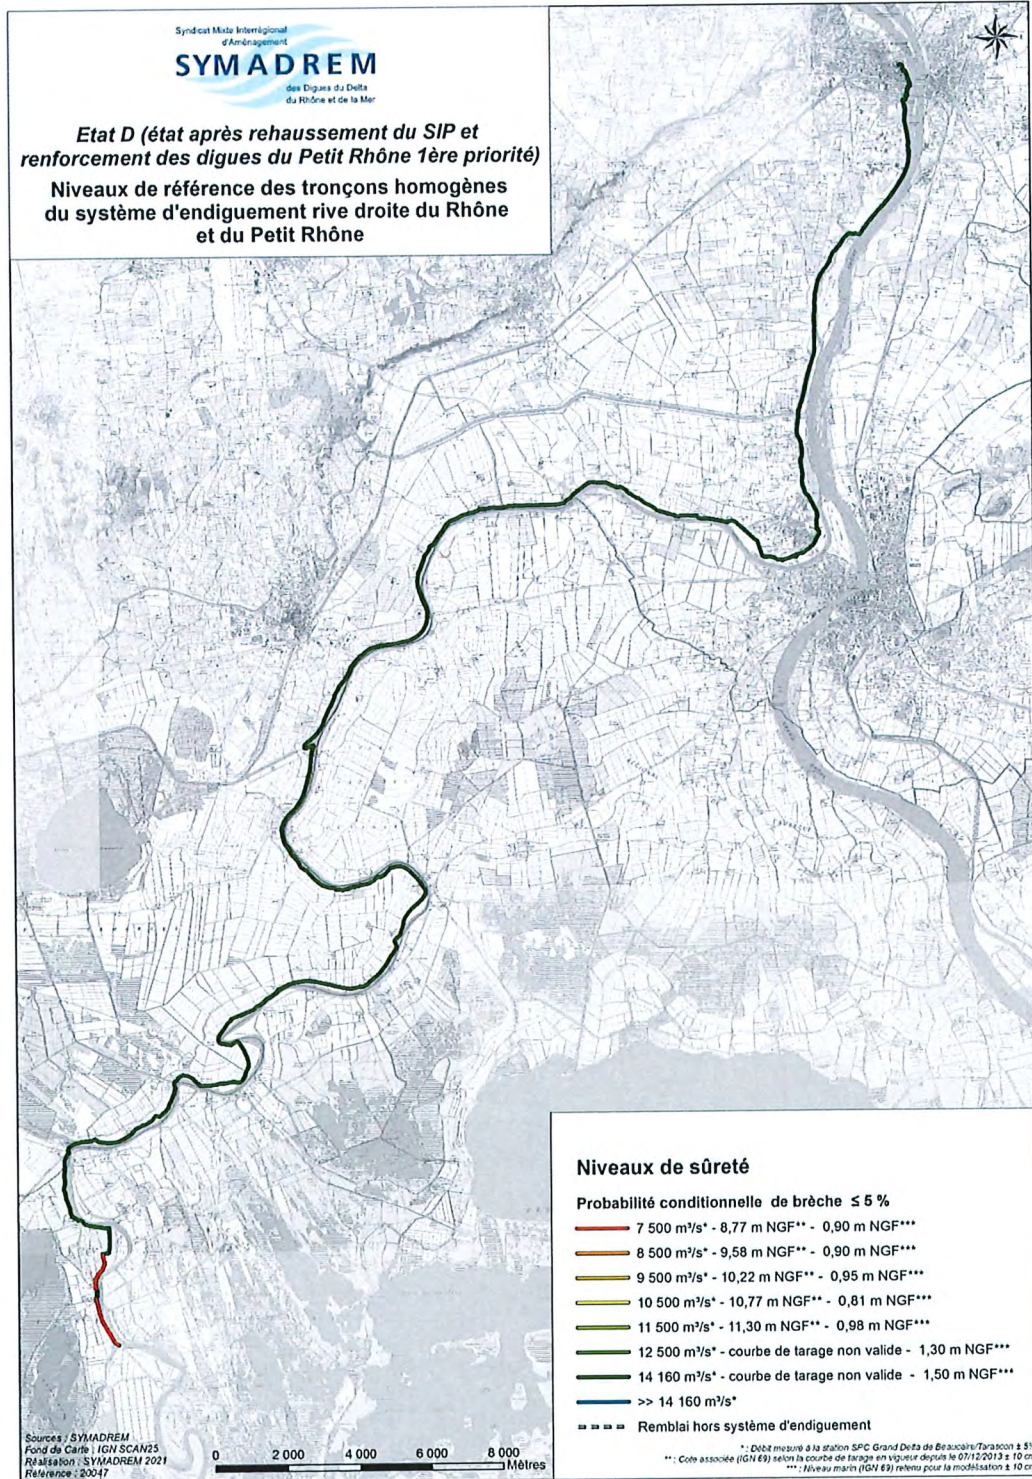 Syndicat Mixte Interrégional
d'Aménagement
SYMADREM
des Digues du Delta
du Rhône et de la Mer
Etat D (état après rehaussement du SIP et
renforcement des digues du Petit Rhône 1ère priorité)
Niveaux de référence des tronçons homogènes
du système d'endiguement rive droite du Rhône
et du Petit Rhône
Niveaux de sûreté
Probabilité conditionnelle de brèche ≤ 5 %
7 500 m³/s* - 8,77 m NGF** - 0,90 m NGF***
8 500 m³/s* - 9,58 m NGF** - 0,90 m NGF***
9 500 m³/s* - 10,22 m NGF** - 0,95 m NGF***
10 500 m³/s* - 10,77 m NGF** - 0,81 m NGF***
11 500 m³/s* - 11,30 m NGF** - 0,98 m NGF***
12 500 m³/s* - courbe de tarage non valide - 1,30 m NGF***
14 160 m³/s* - courbe de tarage non valide - 1,50 m NGF***
>> 14 160 m³/s*
Remblai hors système d'endiguement
Sources : SYMADREM
Fond de Carte : IGN SCAN25
Réalisation : SYMADREM 2021
Référence : 20047
0 2 000 4 000 6 000 8 000
Mètres
* : Débit mesuré à la station SPC Grand Delta de Beaucaire/Tarascon ± 5%
** : Cote associée (IGN 69) selon la courbe de tarage en vigueur depuis le 07/12/2013 ± 10 cm
*** : Niveau marin (IGN 69) retenu pour la modélisation ± 10 cm